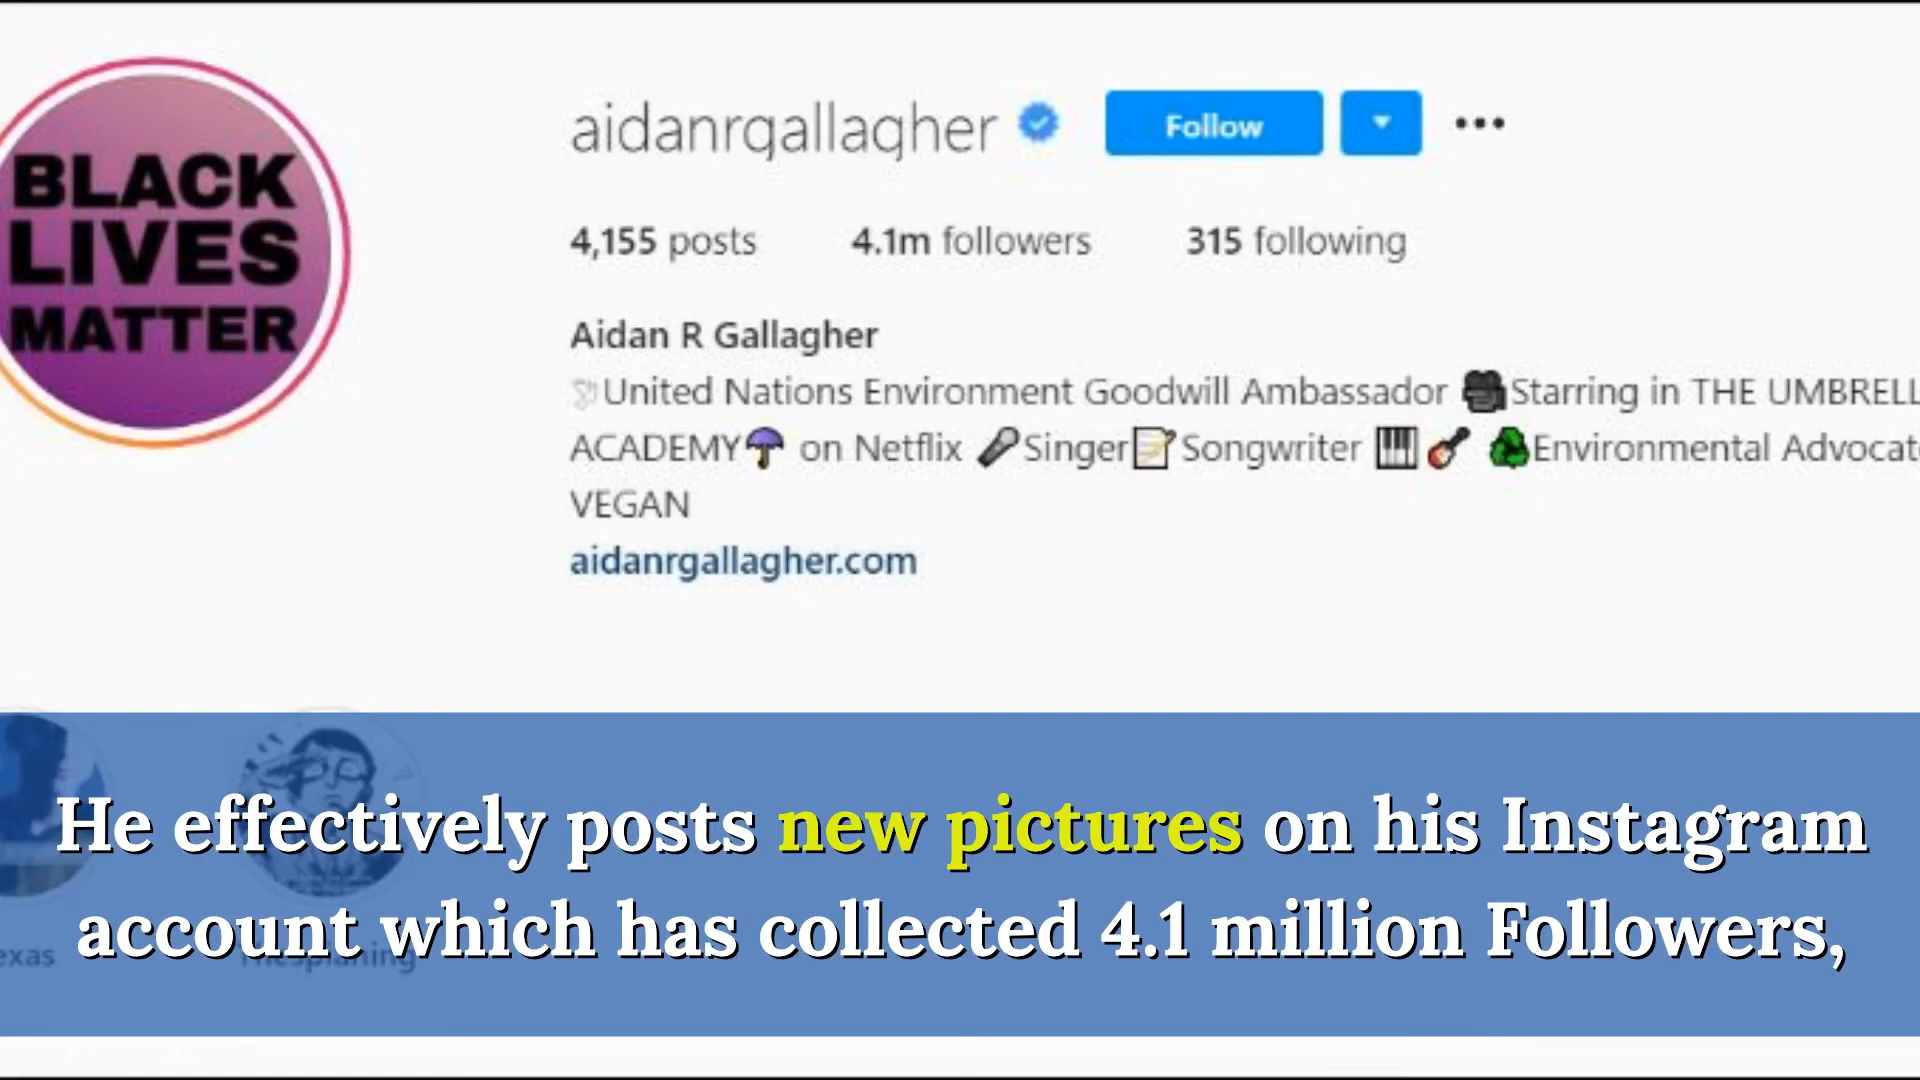 BLACK
LIVES
MATTER
aidanrgallagher
Follow
4,155 posts 4.1m followers 315 following
Aidan R Gallagher
United Nations Environment Goodwill Ambassador Starring in THE UMBRELL
ACADEMY on Netflix Singer Songwriter Environmental Advocat
VEGAN
aidanrgallagher.com
He effectively posts new pictures on his Instagram
account which has collected 4.1 million Followers,
exas